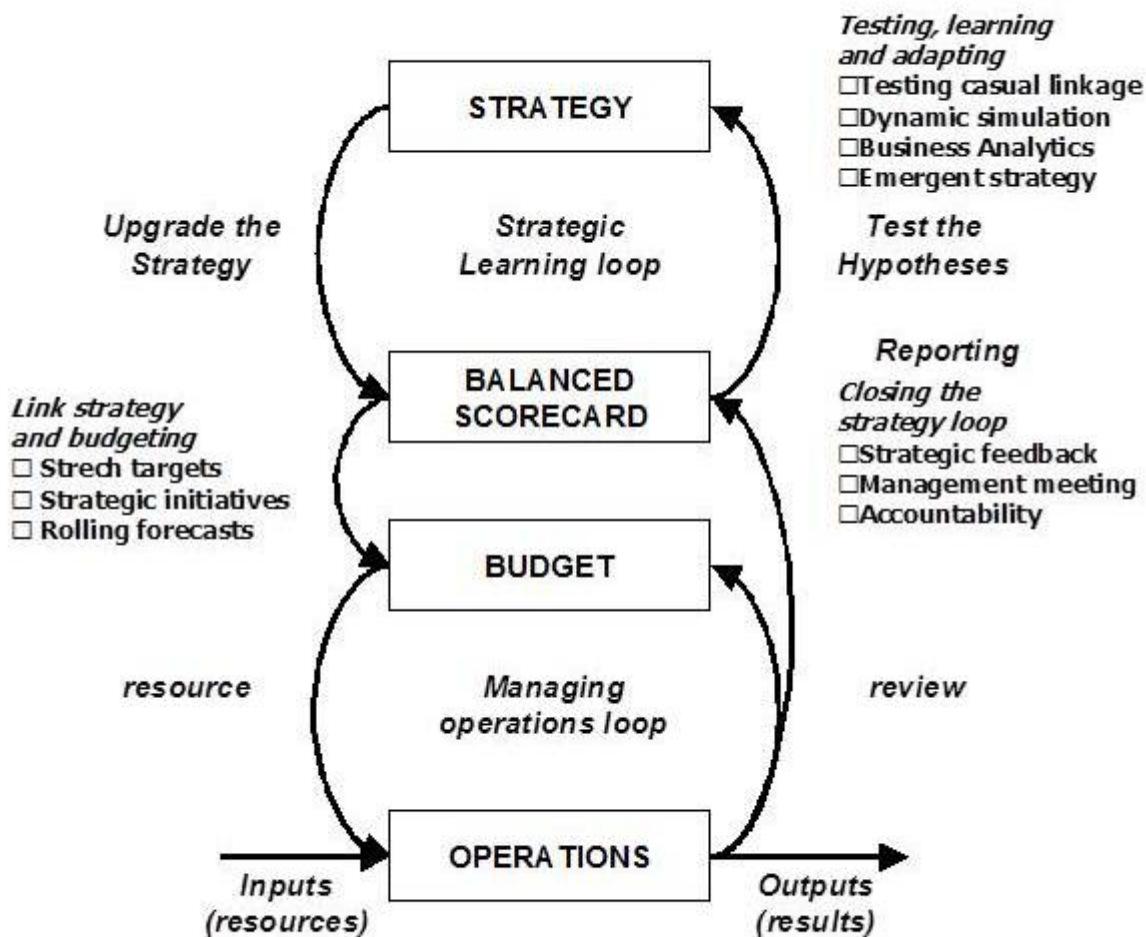 Testing, learning
and adapting
☐Testing casual linkage
☐Dynamic simulation
☐Business Analytics
☐Emergent strategy
STRATEGY
Upgrade the
Strategy
Strategic
Learning loop
Test the
Hypotheses
Reporting
Closing the
strategy loop
☐Strategic feedback
☐Management meeting
☐Accountability
BALANCED
SCORECARD
Link strategy
and budgeting
☐ Strech targets
☐ Strategic initiatives
☐ Rolling forecasts
BUDGET
resource
Managing
operations loop
review
OPERATIONS
Inputs
(resources)
Outputs
(results)